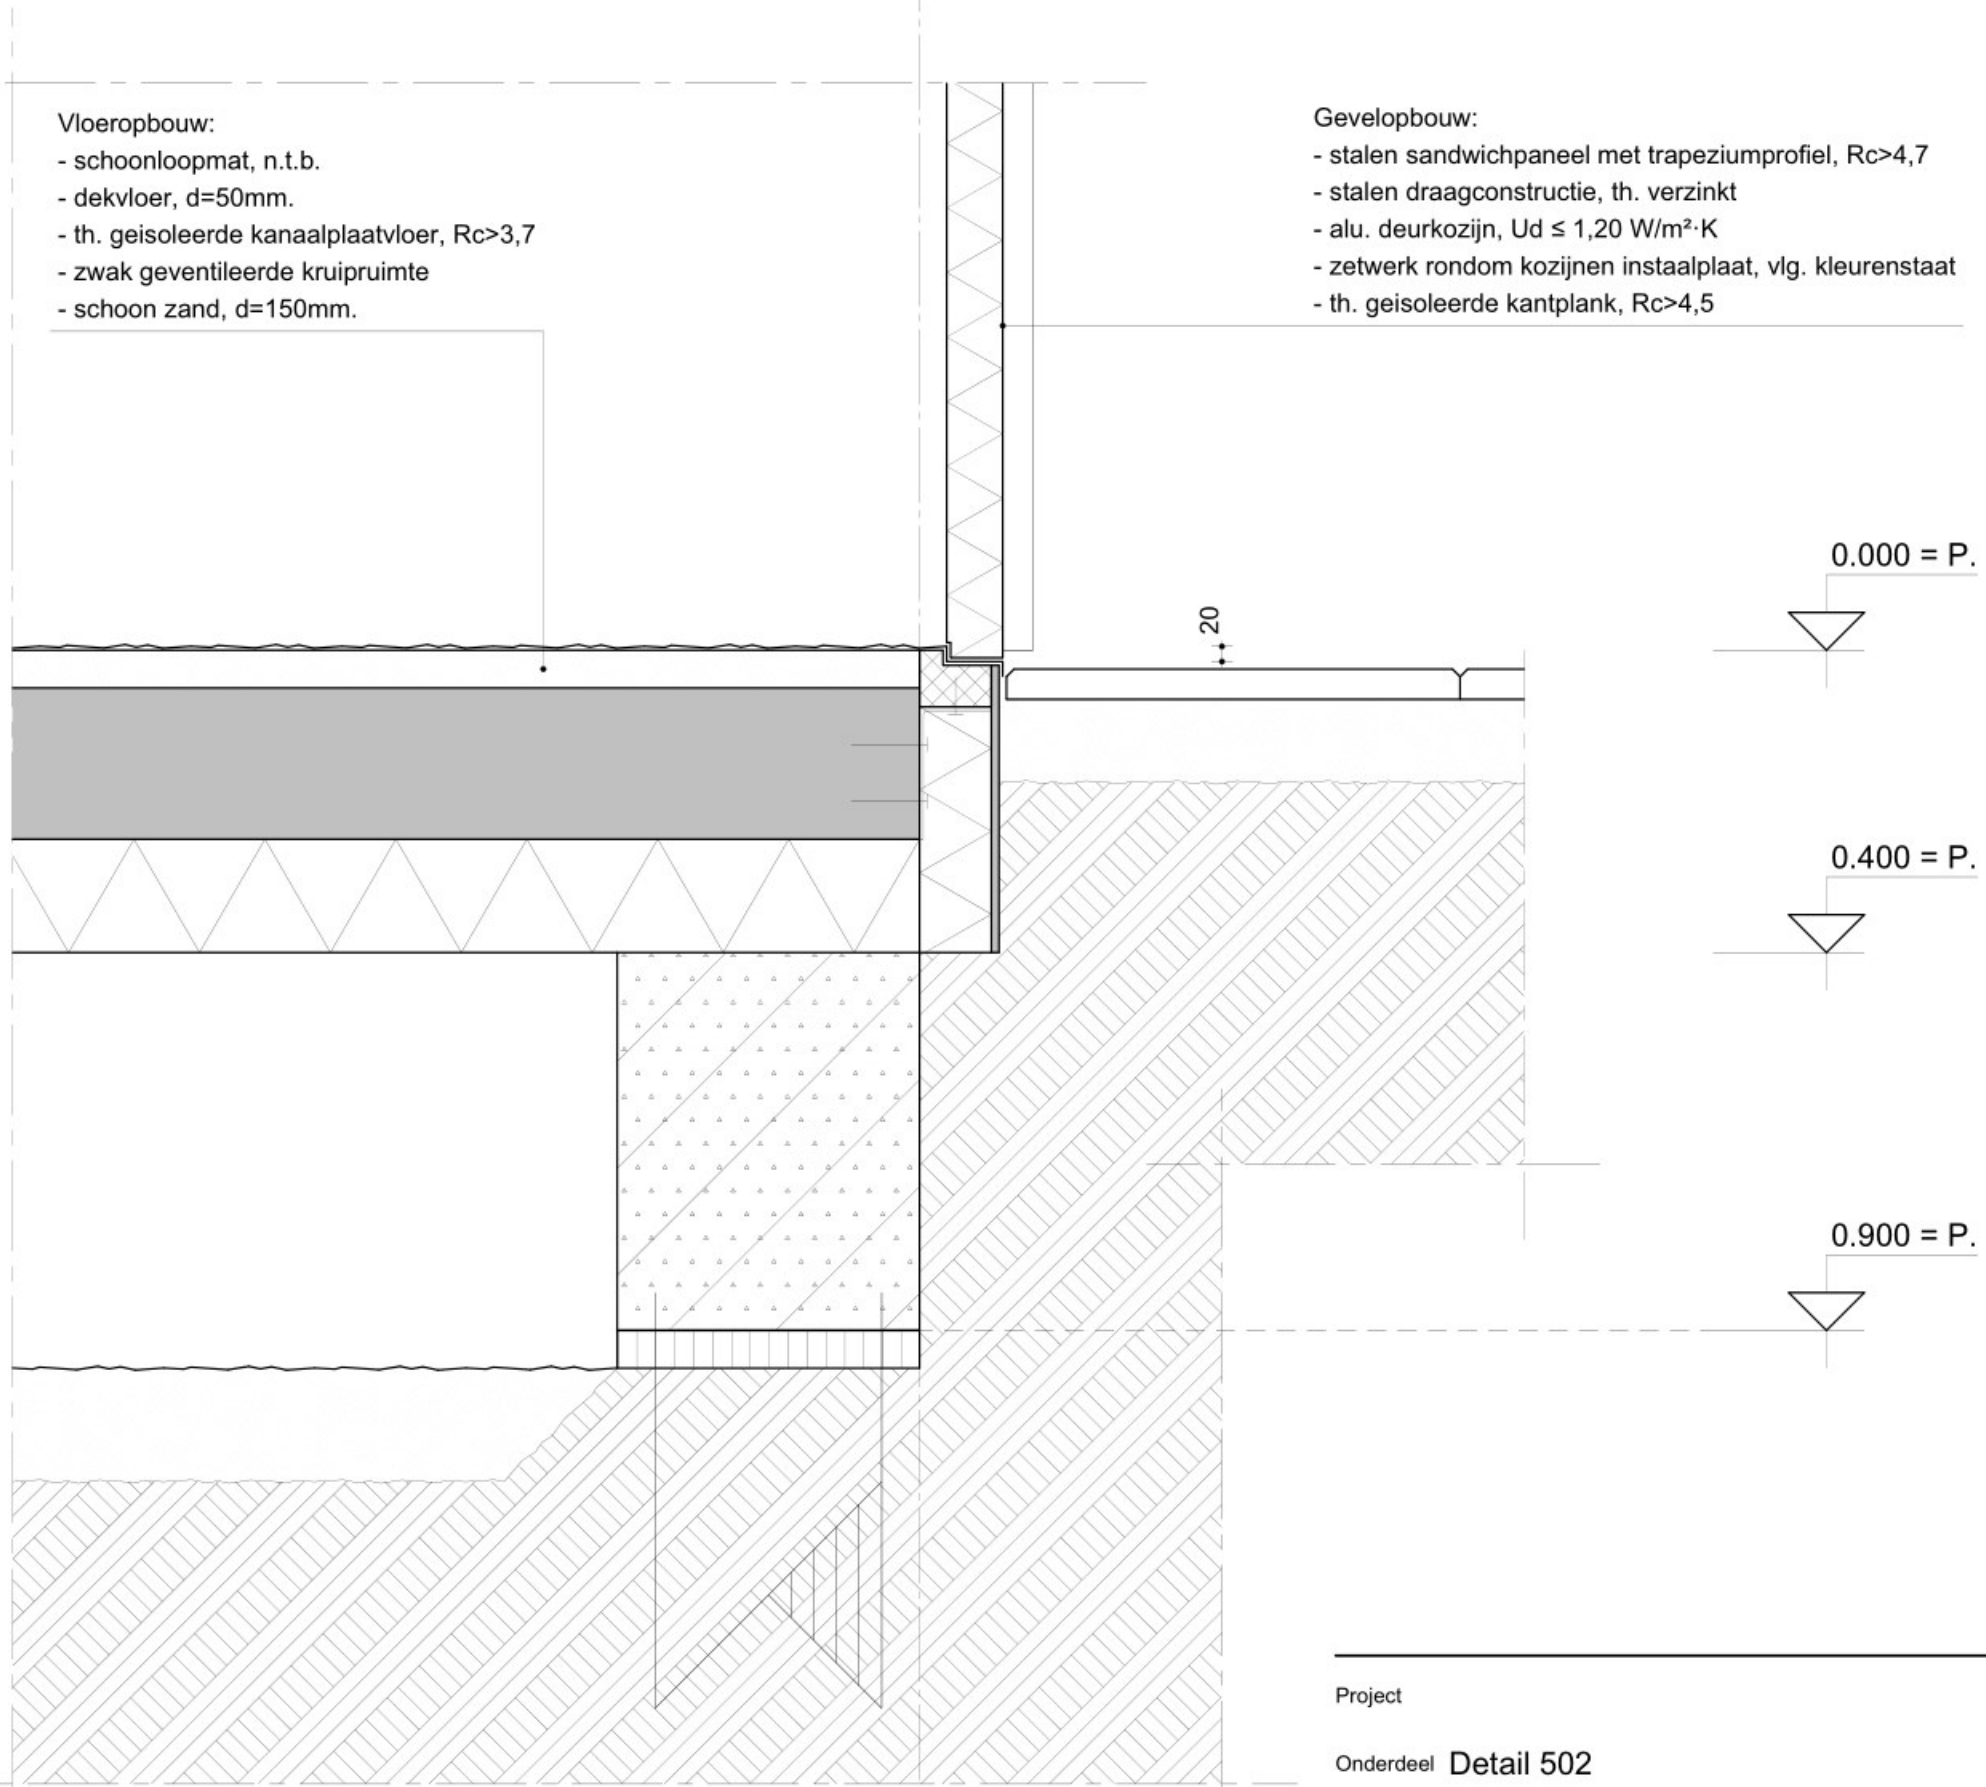 Vloeropbouw:
- schoonloopmat, n.t.b.
- dekvloer, d=50mm.
- th. geisoleerde kanaalplaatvloer, Rc>3,7
- zwak geventileerde kruipruimte
- schoon zand, d=150mm.
Gevelopbouw:
- stalen sandwichpaneel met trapeziumprofiel, Rc>4,7
- stalen draagconstructie, th. verzinkt
- alu. deurkozijn, Ud ≤ 1,20 W/m²·K
- zetwerk rondom kozijnen instaalplaat, vlg. kleurenstaat
- th. geisoleerde kantplank, Rc>4,5
0.000 = P.
20
0.400 = P.
0.900 = P.
Project
Onderdeel Detail 502